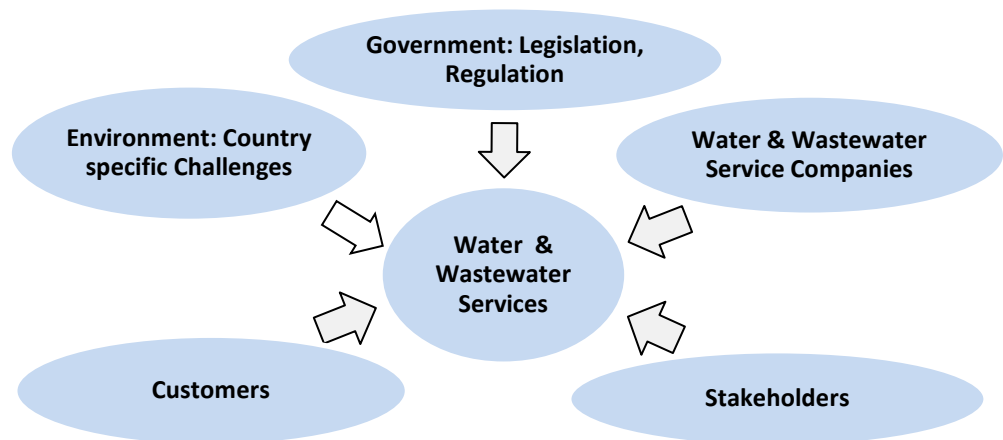 Government: Legislation,
Regulation
Environment: Country
specific Challenges
Water & Wastewater
Service Companies
Water &
Wastewater
Services
Customers
Stakeholders